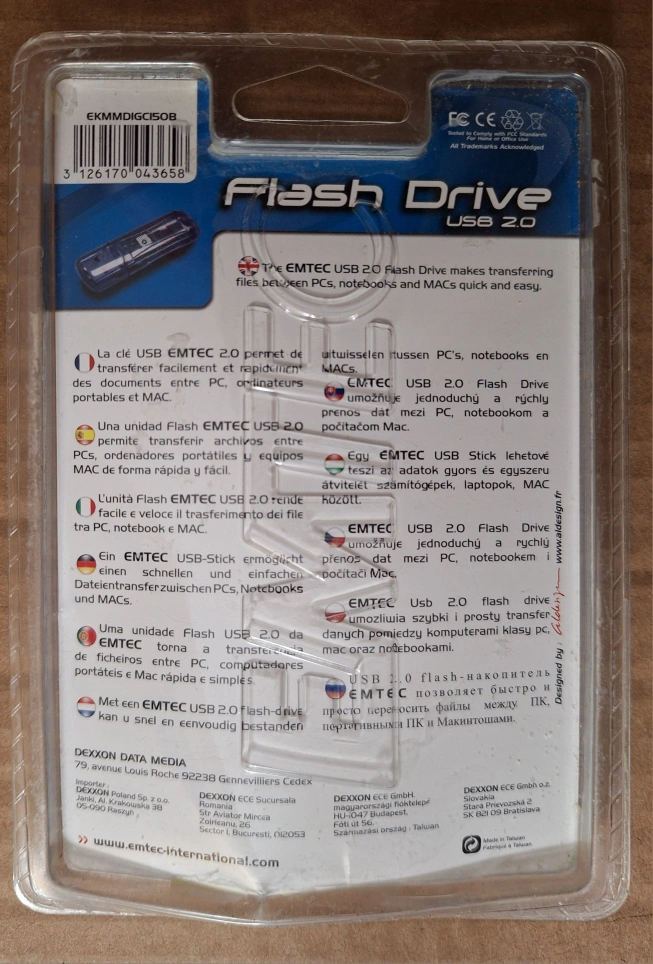 EKMMDIGC150B
3 126170 043658
FC CE
Tested to Comply with FCC Standards
For Home or Office Use
All Trademarks Acknowledged
Flash Drive
USB 2.0
The EMTEC USB 2.0 Flash Drive makes transferring
files between PCs, notebooks and MACs quick and easy.
La clé USB EMTEC 2.0 permet de
transférer facilement et rapidement
des documents entre PC, ordinateurs
portables et MAC.
Una unidad Flash EMTEC USB 2.0
permite transferir archivos entre
PCs, ordenadores portátiles y equipos
MAC de forma rápida y fácil.
L'unità Flash EMTEC USB 2.0 rende
facile e veloce il trasferimento dei file
tra PC, notebook e MAC.
Ein EMTEC USB-Stick ermöglicht
einen schnellen und einfachen
Dateientransfer zwischen PCs, Notebooks
und MACs.
Uma unidade Flash USB 2.0 da
EMTEC torna a transferência
de ficheiros entre PC, computadores
portáteis e Mac rápida e simples.
Met een EMTEC USB 2.0 flash-drive
kan u snel en eenvoudig bestanden
uitwisselen tussen PC's, notebooks en
MACs.
EMTEC USB 2.0 Flash Drive
umožňuje jednoduchý a rýchly
prenos dát mezi PC, notebookom a
počítačom Mac.
Egy EMTEC USB Stick lehetővé
teszi az adatok gyors és egyszerű
átvitelét számítógépek, laptopok, MAC
között.
EMTEC USB 2.0 Flash Drive
umožňuje jednoduchý a rychlý
přenos dat mezi PC, notebookem i
počítači Mac.
EMTEC Usb 2.0 flash drive
umozliwia szybki i prosty transfer
danych pomiędzy komputerami klasy pc,
mac oraz notebookami.
USB 2.0 flash-накопитель
EMTEC позволяет быстро и
просто переносить файлы между ПК,
портативными ПК и Макинтошами.
Designed by : aldesign www.aldesign.fr
DEXXON DATA MEDIA
79, avenue Louis Roche 92238 Gennevilliers Cedex
Importer :
DEXXON Poland Sp. z o.o.
Janki, Al. Krakowska 38
05-090 Raszyn
DEXXON ECE Sucursala
Romania
Str Aviator Mircea
Zoirleanu, 26
Sector 1, Bucuresti, 012053
DEXXON ECE GmbH.
magyarországi fióktelepe
HU-1047 Budapest,
Fóti út 56.
Származási ország : Taiwan
DEXXON ECE GmbH o.z.
Slovakia
Stara Prievozská 2
SK 821 09 Bratislava
Made in Taiwan
Fabriqué à Taiwan
>> www.emtec-international.com
EMTEC